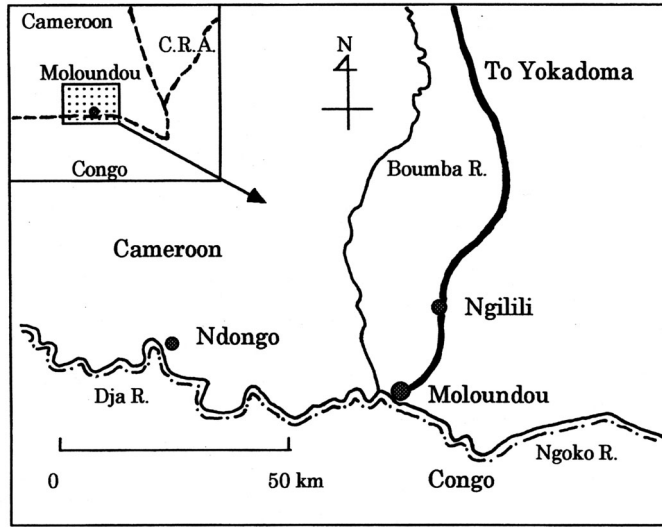 Cameroon
C.R.A.
Moloundou
Congo
N
To Yokadoma
Boumba R.
Cameroon
Ngilili
Ndongo
Dja R.
Moloundou
0 50 km
Congo
Ngoko R.